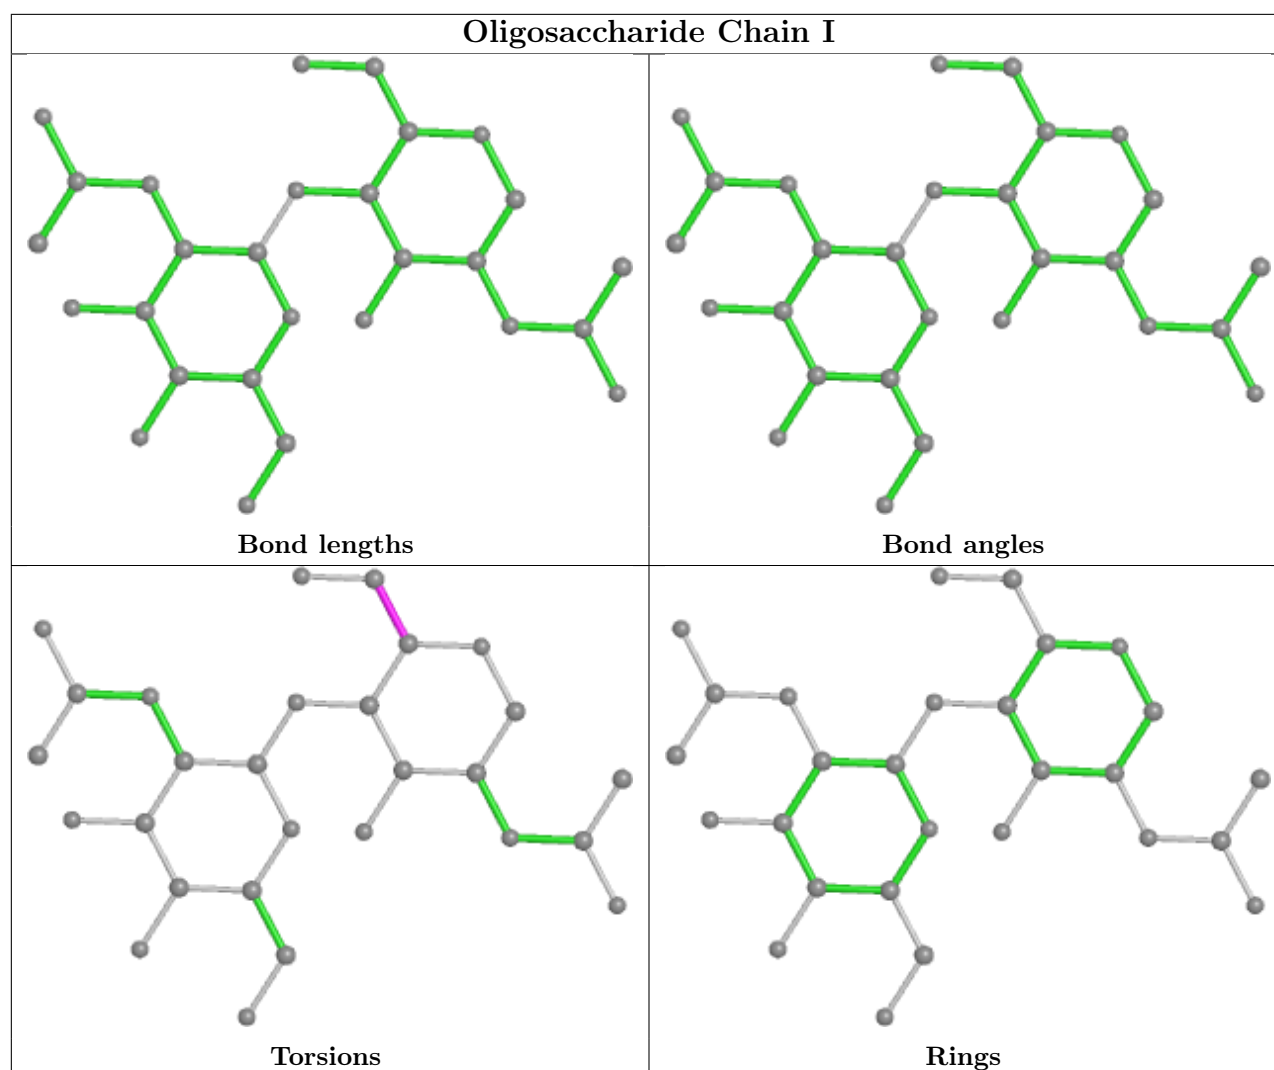 Oligosaccharide Chain I
Bond lengths
Bond angles
Torsions
Rings